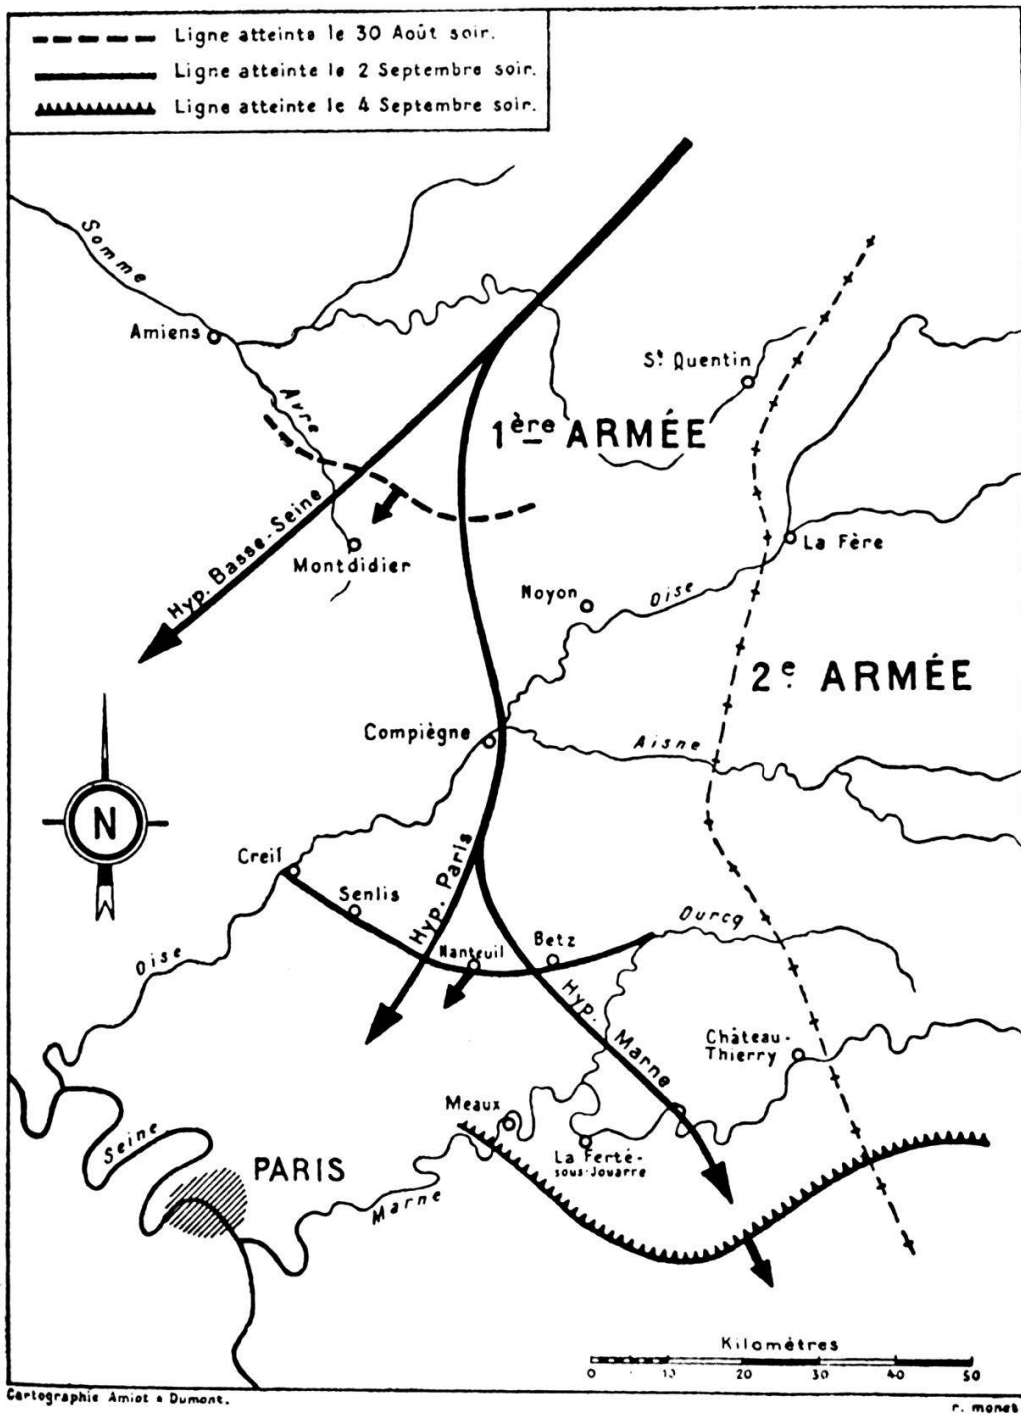 Ligne atteinte le 30 Août soir.
Ligne atteinte le 2 Septembre soir.
Ligne atteinte le 4 Septembre soir.
Somme
Amiens
St Quentin
Avre
1ère ARMÉE
Hyp. Basse-Seine
La Fère
Montdidier
Noyon
Oise
2e ARMÉE
Compiègne
Aisne
N
Creil
Hyp. Paris
Senlis
Ourcq
Nanteuil
Betz
Oise
Hyp. Marne
Château-
Thierry
Meaux
Seine
PARIS
La Ferté-
sous-Jouarre
Marne
Kilomètres
0 10 20 30 40 50
Cartographie Amiot & Dumont.
r. monet